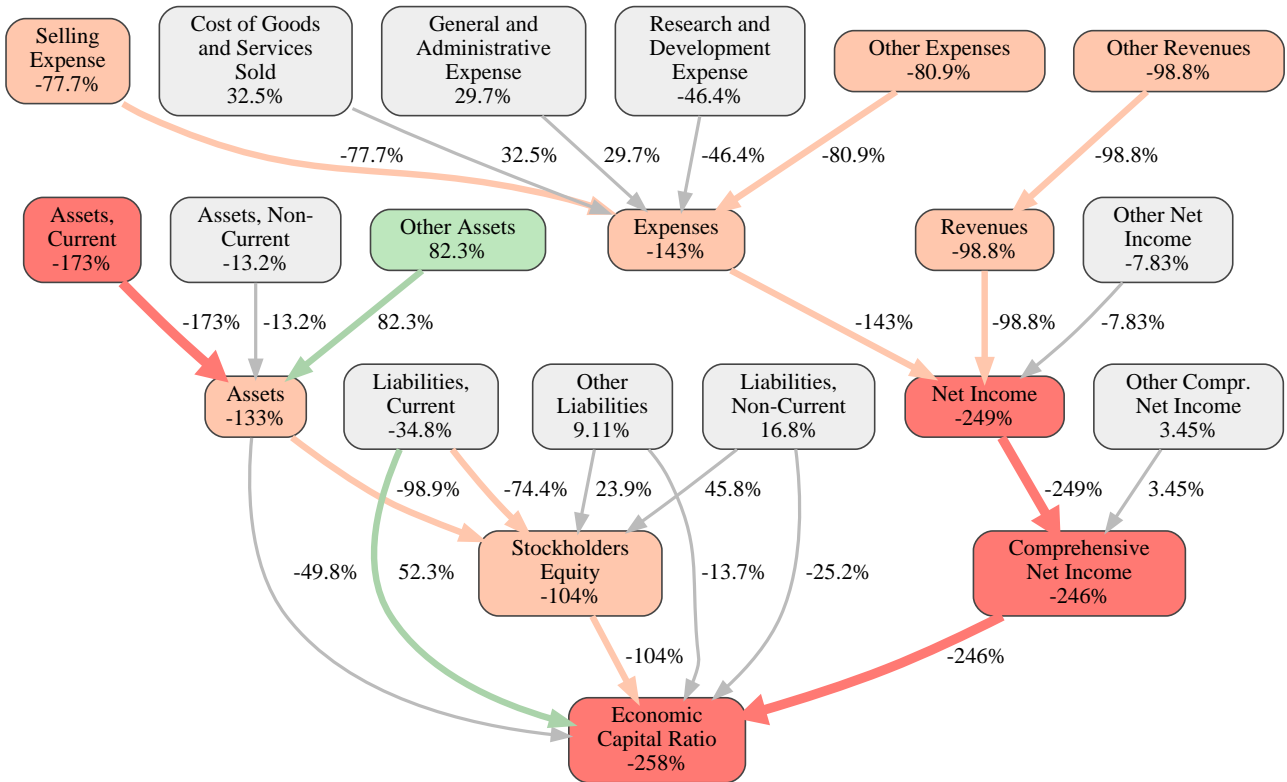 Selling
Expense
-77.7%
Cost of Goods
and Services
Sold
32.5%
General and
Administrative
Expense
29.7%
Research and
Development
Expense
-46.4%
Other Expenses
-80.9%
Other Revenues
-98.8%
-77.7%
32.5%
29.7%
-46.4%
-80.9%
-98.8%
Assets,
Current
-173%
Assets, Non-
Current
-13.2%
Other Assets
82.3%
Expenses
-143%
Revenues
-98.8%
Other Net
Income
-7.83%
-173%
-13.2%
82.3%
-143%
-98.8%
-7.83%
Assets
-133%
Liabilities,
Current
-34.8%
Other
Liabilities
9.11%
Liabilities,
Non-Current
16.8%
Net Income
-249%
Other Compr.
Net Income
3.45%
-98.9%
-74.4%
23.9%
45.8%
-249%
3.45%
-49.8%
52.3%
Stockholders
Equity
-104%
-13.7%
-25.2%
Comprehensive
Net Income
-246%
-104%
-246%
Economic
Capital Ratio
-258%